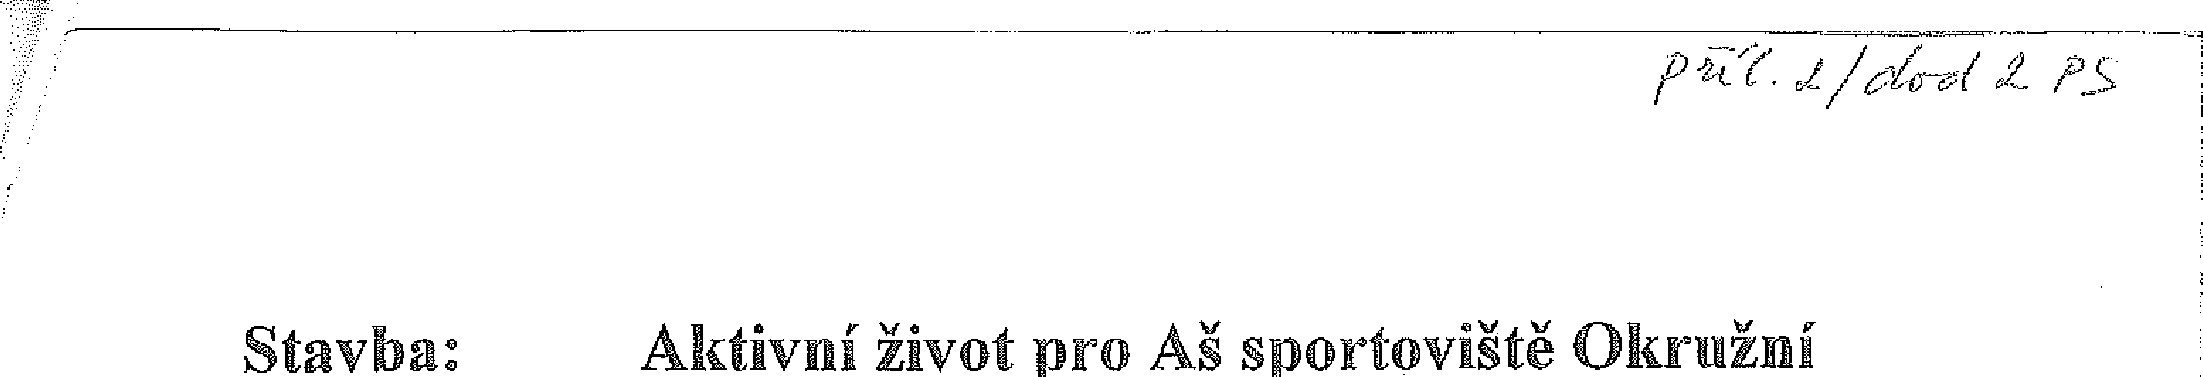 příl. 2/dod 2 PS
Stavba: Aktivní život pro Aš sportoviště Okružní